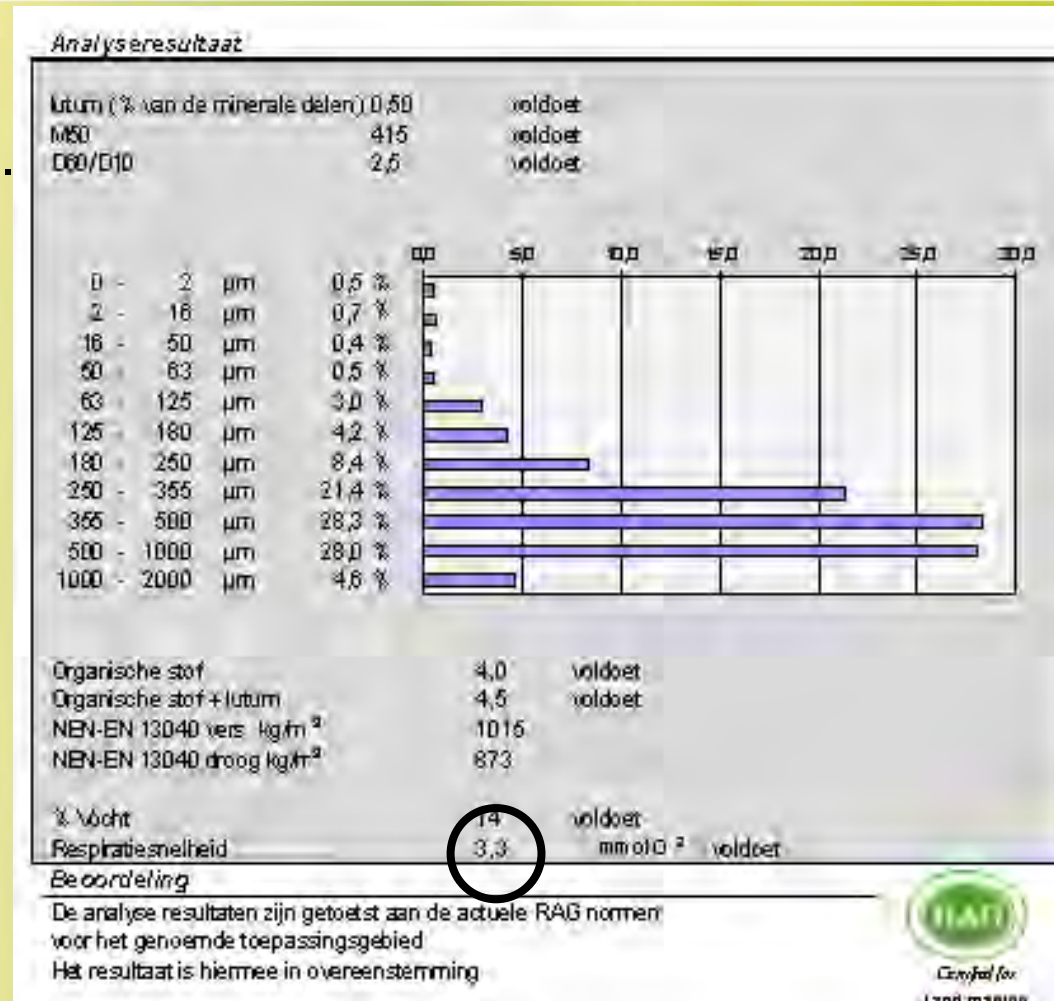 Analyseresultaat
lutum (% van de minerale delen) 0,50 voldoet
M50 415 voldoet
D60/D10 2,5 voldoet
0,0 5,0 10,0 15,0 20,0 25,0 30,0
0 - 2 µm 0,5 %
2 - 16 µm 0,7 %
16 - 50 µm 0,4 %
50 - 63 µm 0,5 %
63 - 125 µm 3,0 %
125 - 180 µm 4,2 %
180 - 250 µm 8,4 %
250 - 355 µm 21,4 %
355 - 500 µm 28,3 %
500 - 1000 µm 28,0 %
1000 - 2000 µm 4,6 %
Organische stof 4,0 voldoet
Organische stof + lutum 4,5 voldoet
NEN-EN 13040 vers kg/m³ 1015
NEN-EN 13040 droog kg/m³ 873
% Vocht 14 voldoet
Respiratiesnelheid 3,3 mmol O² voldoet
Beoordeling
De analyse resultaten zijn getoetst aan de actuele RAG normen
voor het genoemde toepassingsgebied
Het resultaat is hiermee in overeenstemming
RAG